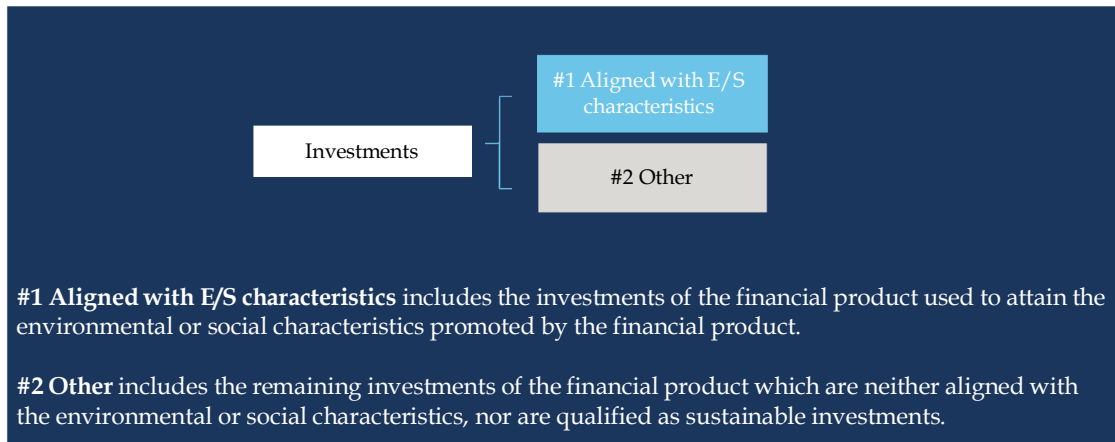 #1 Aligned with E/S
characteristics
Investments
#2 Other
#1 Aligned with E/S characteristics includes the investments of the financial product used to attain the
environmental or social characteristics promoted by the financial product.
#2 Other includes the remaining investments of the financial product which are neither aligned with
the environmental or social characteristics, nor are qualified as sustainable investments.